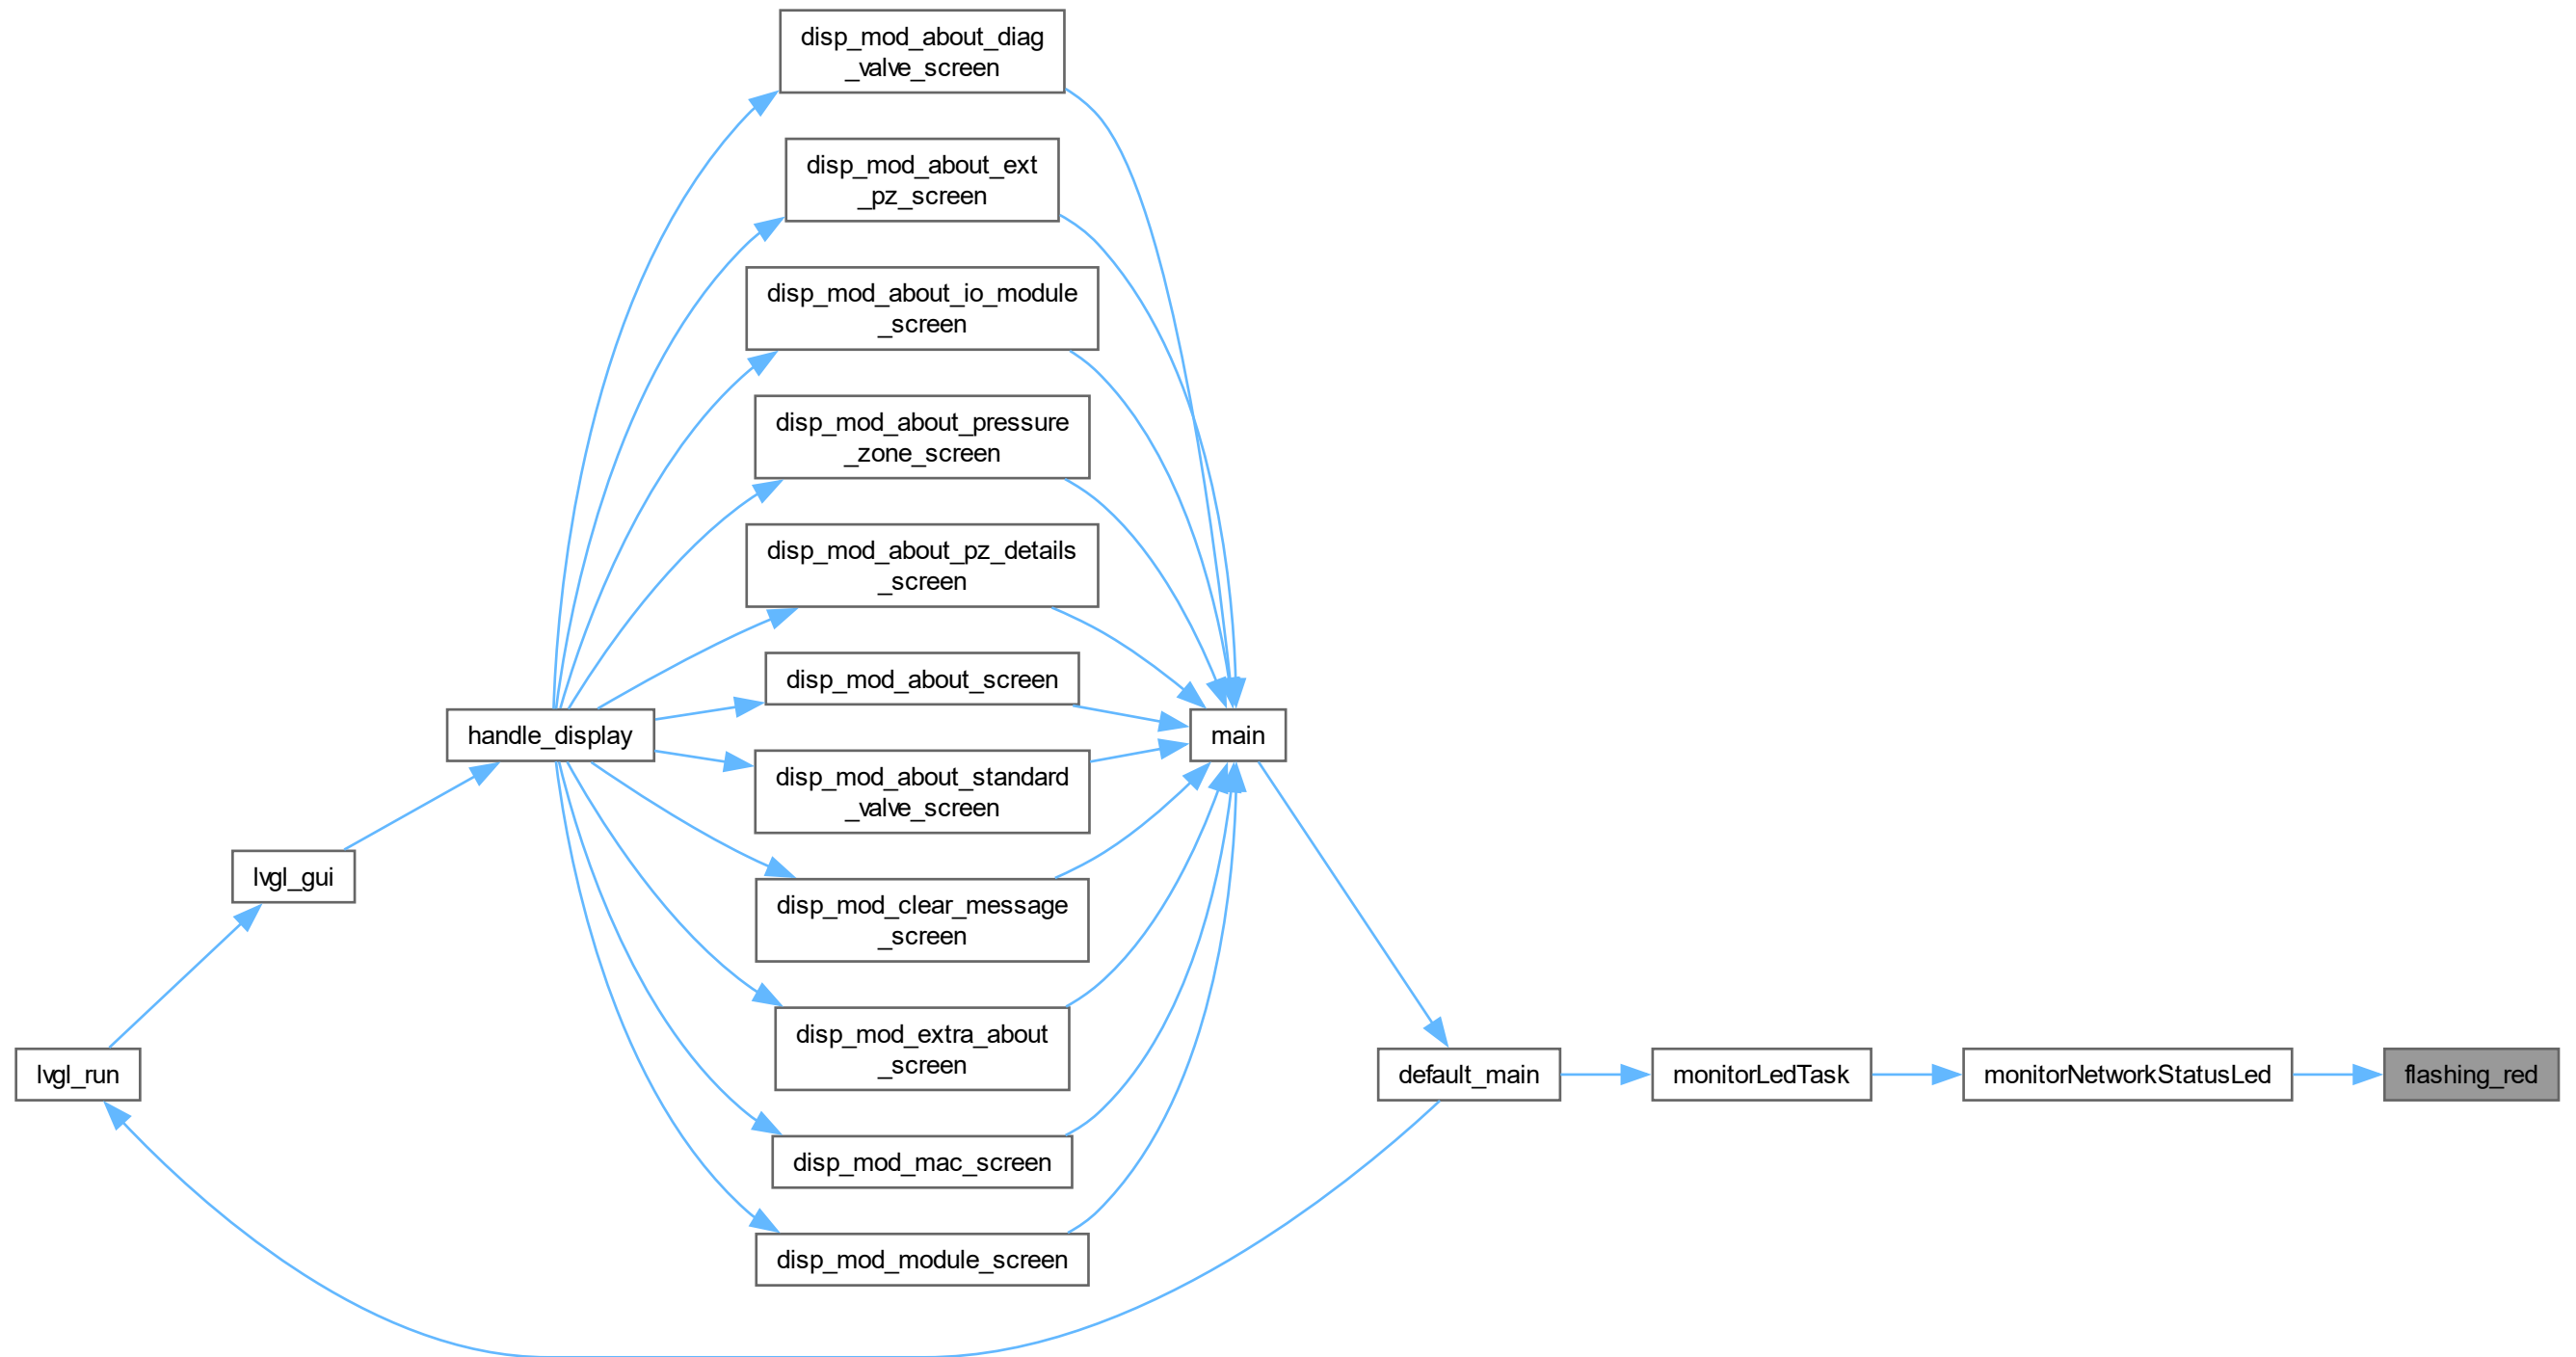 disp_mod_about_diag
_valve_screen
disp_mod_about_ext
_pz_screen
disp_mod_about_io_module
_screen
disp_mod_about_pressure
_zone_screen
disp_mod_about_pz_details
_screen
disp_mod_about_screen
handle_display
main
disp_mod_about_standard
_valve_screen
lvgl_gui
disp_mod_clear_message
_screen
disp_mod_extra_about
_screen
lvgl_run
default_main
monitorLedTask
monitorNetworkStatusLed
flashing_red
disp_mod_mac_screen
disp_mod_module_screen